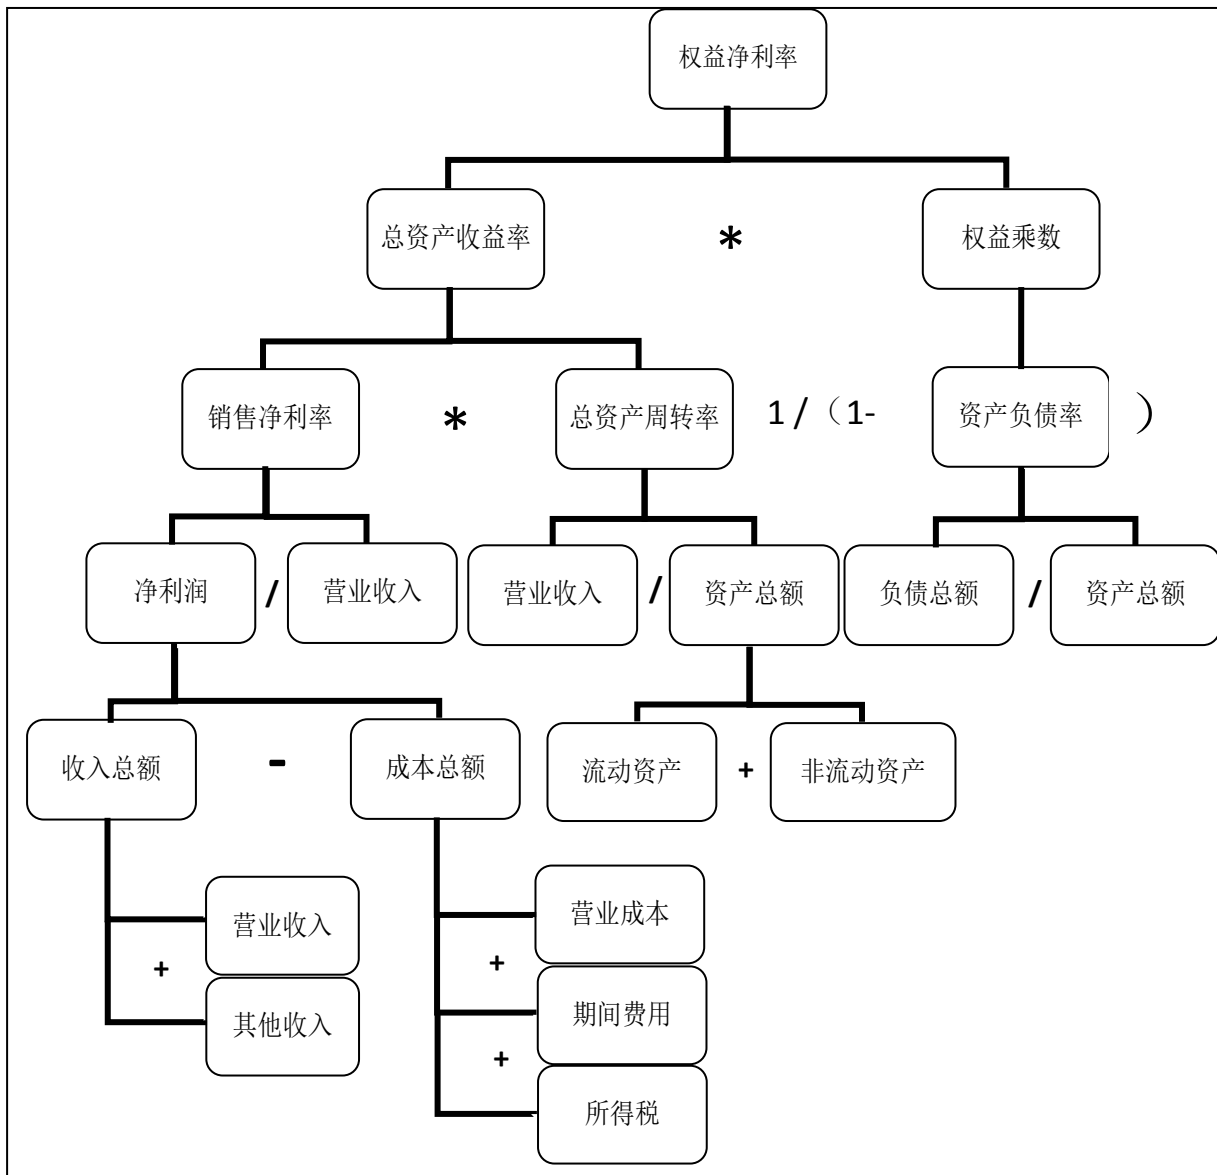 权益净利率
总资产收益率 * 权益乘数
销售净利率 * 总资产周转率 1 /（1- 资产负债率 ）
净利润 / 营业收入 营业收入 / 资产总额 负债总额 / 资产总额
收入总额 - 成本总额 流动资产 + 非流动资产
营业收入
+
其他收入
营业成本
+
期间费用
+
所得税